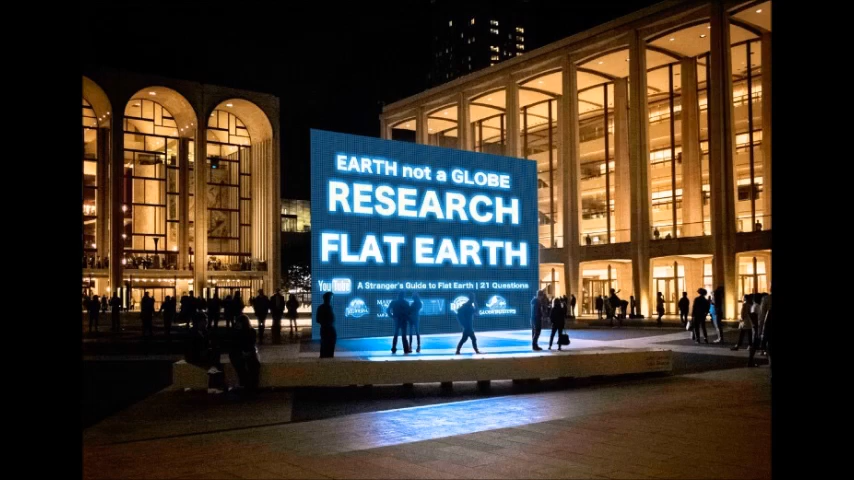 EARTH not a GLOBE
RESEARCH
FLAT EARTH
YouTube A Stranger's Guide to Flat Earth | 21 Questions